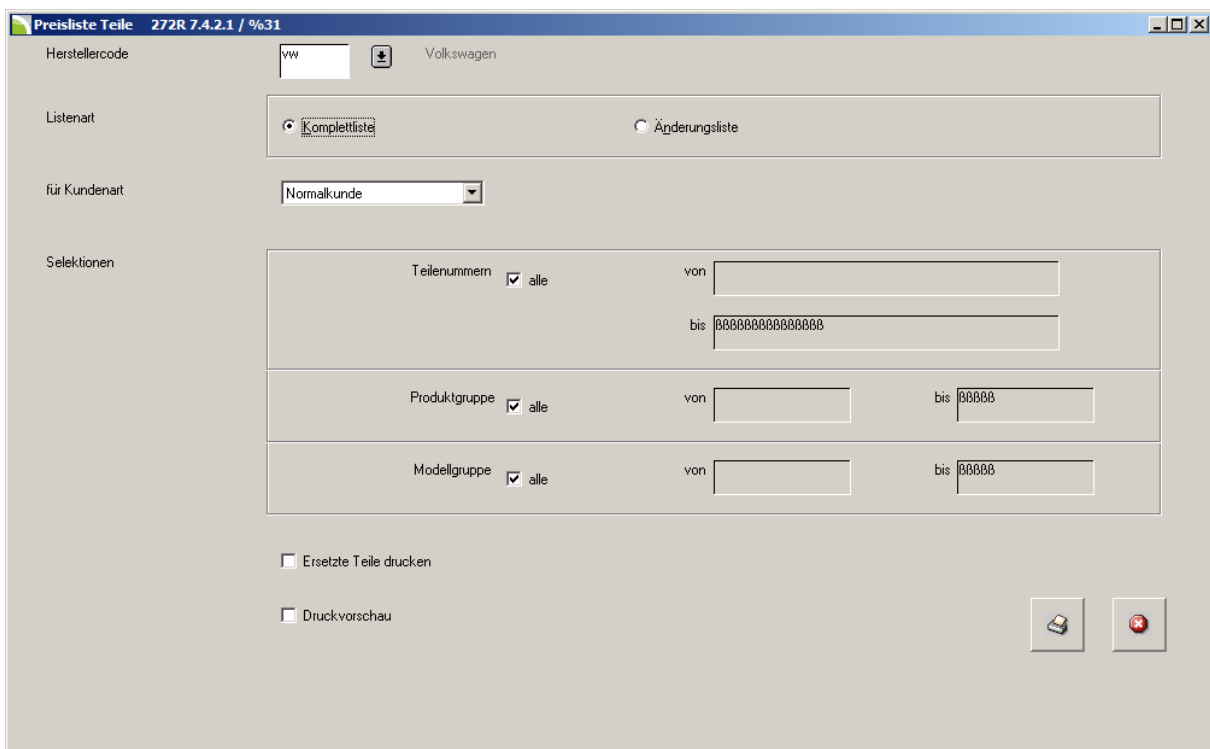 Preisliste Teile 272R 7.4.2.1 / %31
Herstellercode vw Volkswagen
Listenart Komplettliste Änderungsliste
für Kundenart Normalkunde
Selektionen Teilenummern alle von
bis ßßßßßßßßßßßßßßß
Produktgruppe alle von bis ßßßßß
Modellgruppe alle von bis ßßßßß
Ersetzte Teile drucken
Druckvorschau